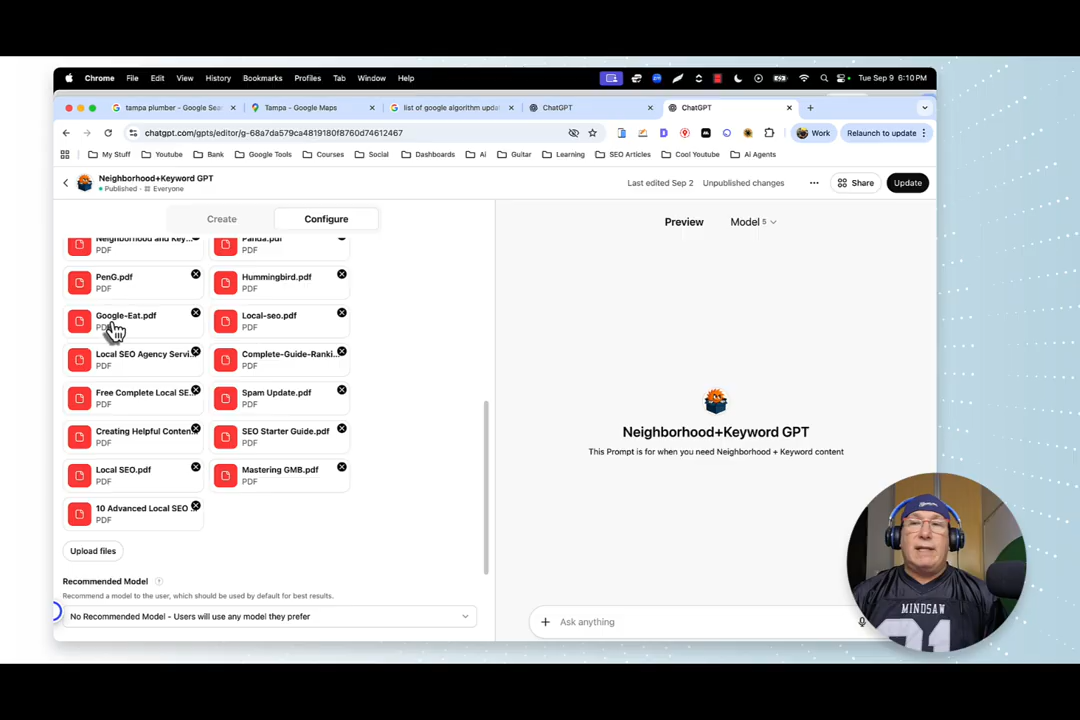 Chrome File Edit View History Bookmarks Profiles Tab Window Help Tue Sep 9 6:10 PM
tampa plumber - Google Sea
Tampa - Google Maps
list of google algorithm upda
ChatGPT
ChatGPT
chatgpt.com/gpts/editor/g-68a7da579ca4819180f8760d74612467
Work
Relaunch to update
My Stuff Youtube Bank Google Tools Courses Social Dashboards Ai Guitar Learning SEO Articles Cool Youtube Ai Agents
Neighborhood+Keyword GPT
Published · Everyone
Last edited Sep 2 Unpublished changes
Share
Update
Create
Configure
Preview
Model 5
Neighborhood and Key...
PDF
Panda.pdf
PDF
PenG.pdf
PDF
Hummingbird.pdf
PDF
Google-Eat.pdf
PDF
Local-seo.pdf
PDF
Local SEO Agency Servi...
PDF
Complete-Guide-Ranki...
PDF
Free Complete Local SE...
PDF
Spam Update.pdf
PDF
Creating Helpful Conten...
PDF
SEO Starter Guide.pdf
PDF
Local SEO.pdf
PDF
Mastering GMB.pdf
PDF
10 Advanced Local SEO
PDF
Upload files
Recommended Model ?
Recommend a model to the user, which should be used by default for best results.
No Recommended Model - Users will use any model they prefer
Neighborhood+Keyword GPT
This Prompt is for when you need Neighborhood + Keyword content
Ask anything
MINDSAW